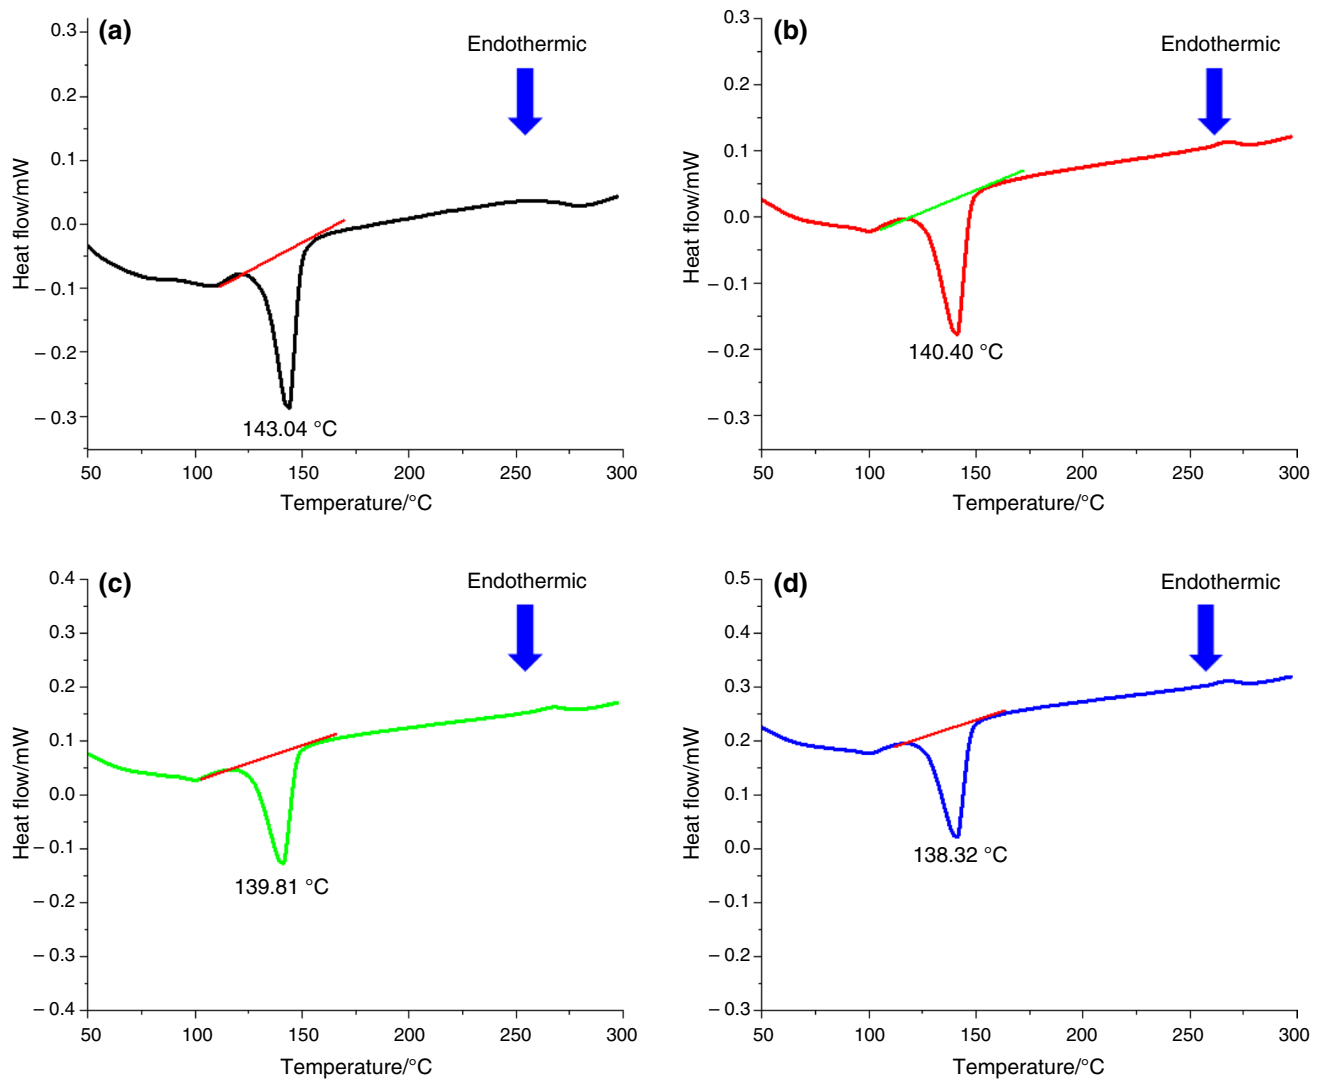 (a)
Endothermic
0.3
0.2
0.1
0.0
– 0.1
– 0.2
– 0.3
Heat flow/mW
143.04 °C
50 100 150 200 250 300
Temperature/°C
(b)
Endothermic
0.3
0.2
0.1
0.0
– 0.1
– 0.2
– 0.3
Heat flow/mW
140.40 °C
50 100 150 200 250 300
Temperature/°C
(c)
Endothermic
0.4
0.3
0.2
0.1
0.0
– 0.1
– 0.2
– 0.3
– 0.4
Heat flow/mW
139.81 °C
50 100 150 200 250 300
Temperature/°C
(d)
Endothermic
0.5
0.4
0.3
0.2
0.1
0.0
– 0.1
– 0.2
– 0.3
Heat flow/mW
138.32 °C
50 100 150 200 250 300
Temperature/°C